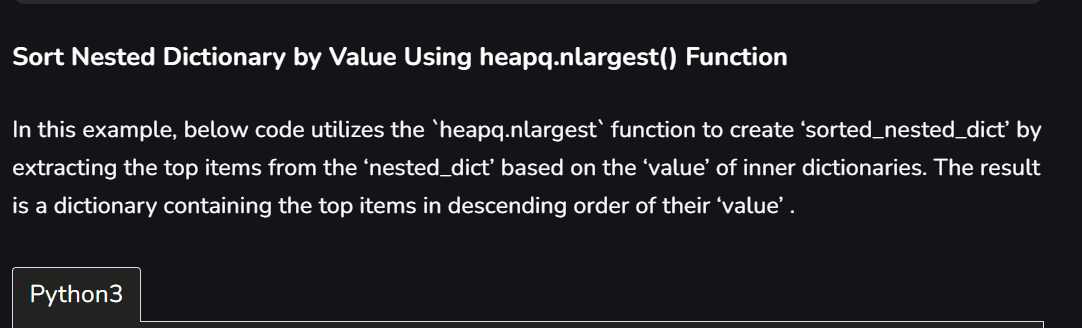 Sort Nested Dictionary by Value Using heapq.nlargest() Function
In this example, below code utilizes the `heapq.nlargest` function to create ‘sorted_nested_dict’ by
extracting the top items from the ‘nested_dict’ based on the ‘value’ of inner dictionaries. The result
is a dictionary containing the top items in descending order of their ‘value’ .
Python3